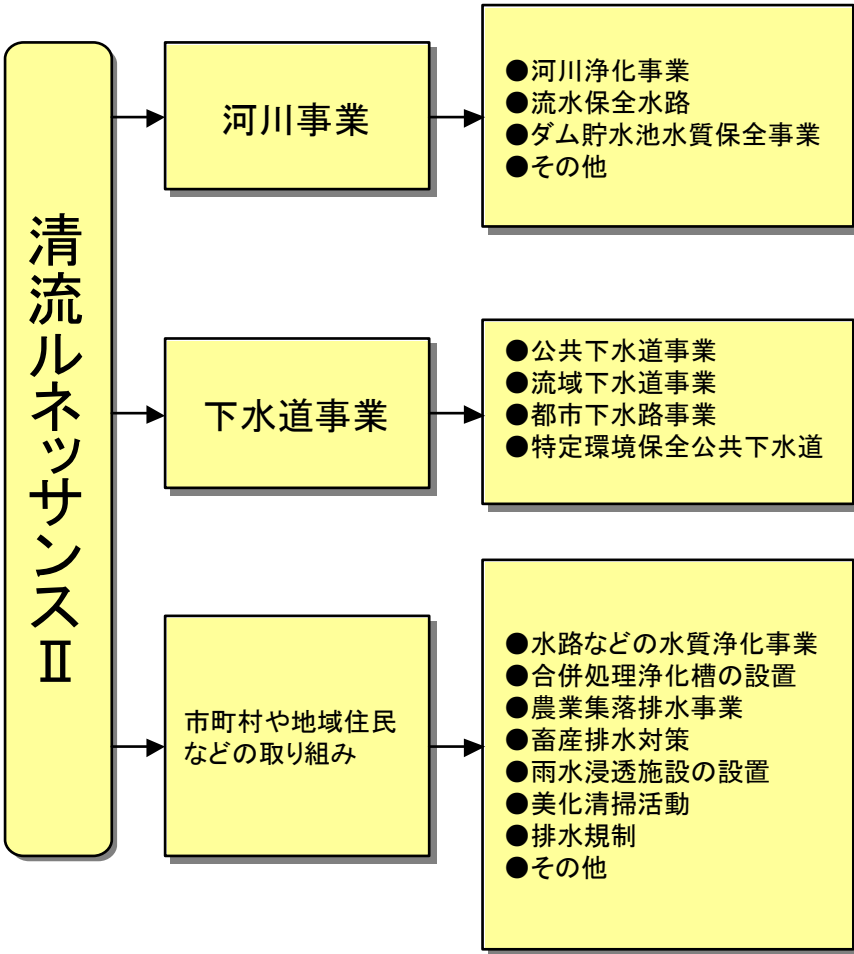 清流ルネッサンスⅡ
河川事業
●河川浄化事業
●流水保全水路
●ダム貯水池水質保全事業
●その他
下水道事業
●公共下水道事業
●流域下水道事業
●都市下水路事業
●特定環境保全公共下水道
市町村や地域住民
などの取り組み
●水路などの水質浄化事業
●合併処理浄化槽の設置
●農業集落排水事業
●畜産排水対策
●雨水浸透施設の設置
●美化清掃活動
●排水規制
●その他